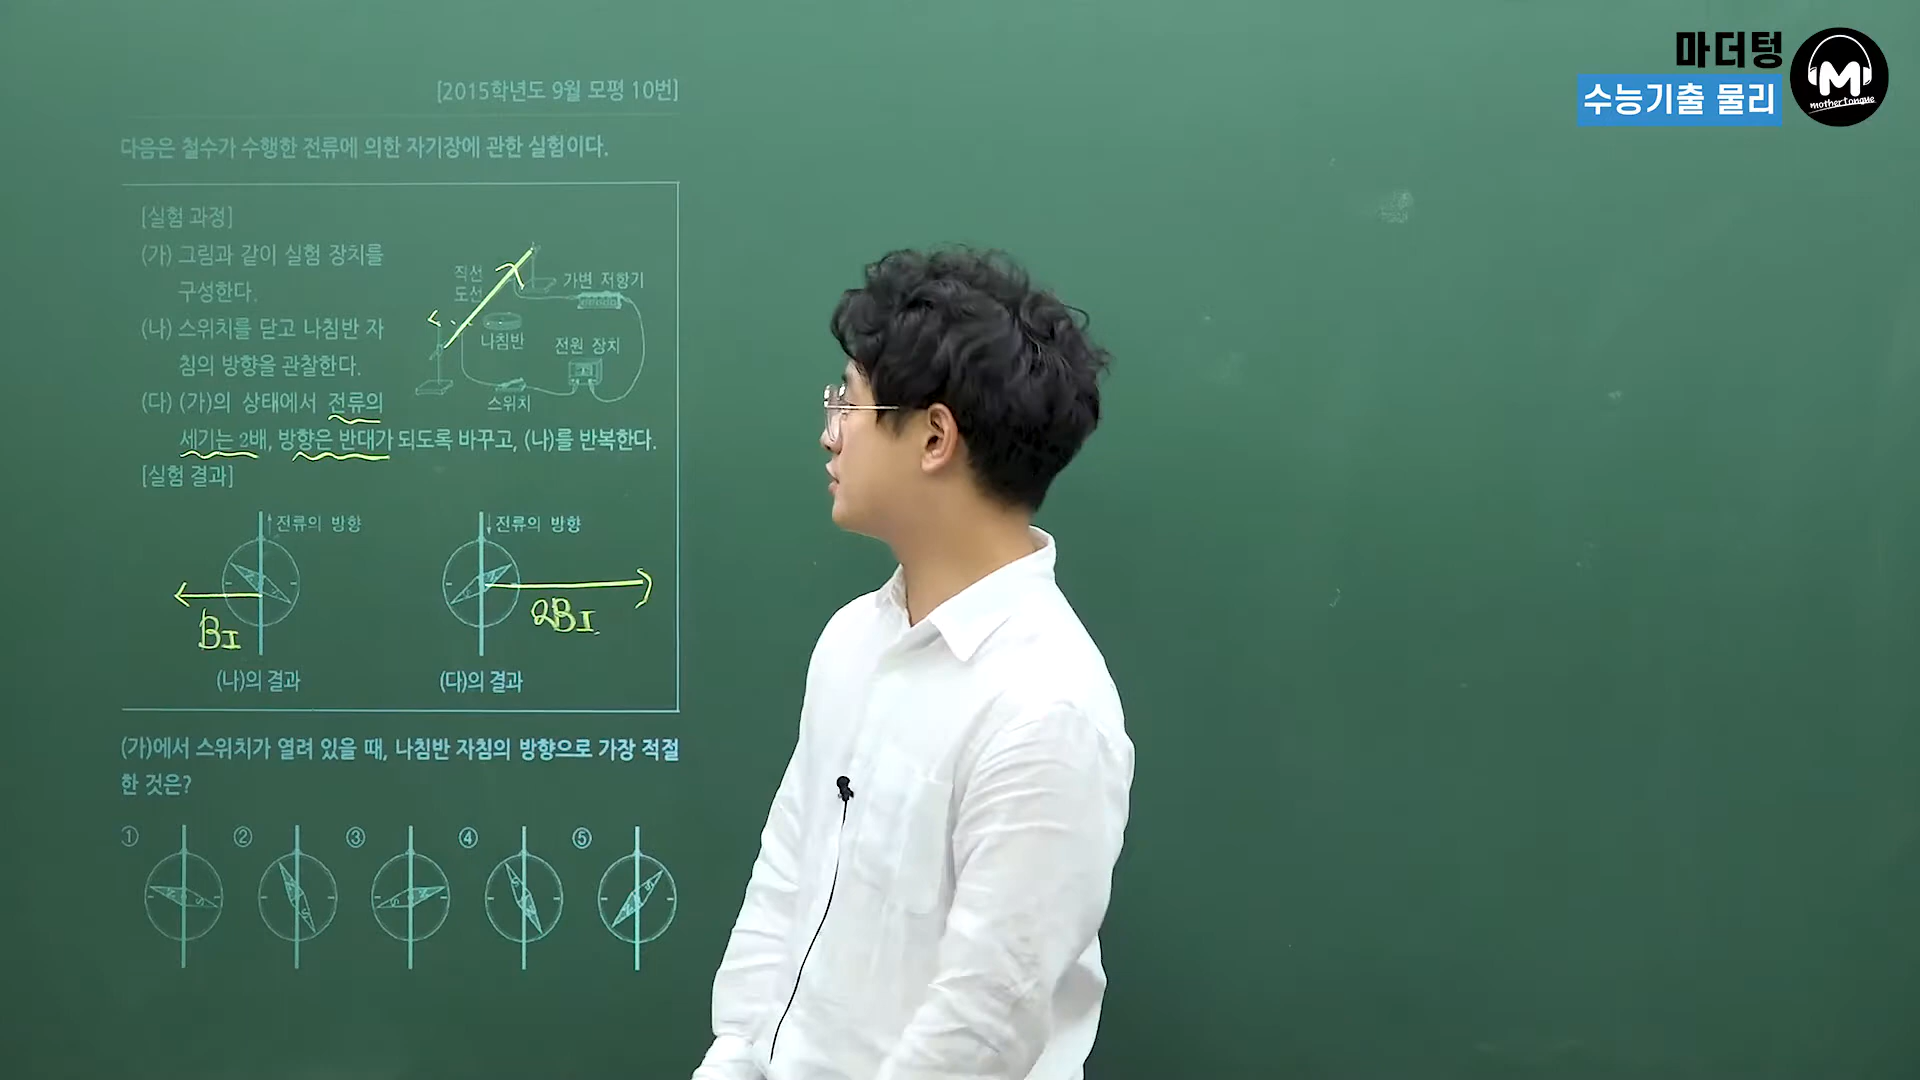 마더텅
수능기출 물리
M
mothertongue
[2015학년도 9월 모평 10번]
다음은 철수가 수행한 전류에 의한 자기장에 관한 실험이다.
[실험 과정]
(가) 그림과 같이 실험 장치를
구성한다.
(나) 스위치를 닫고 나침반 자
침의 방향을 관찰한다.
(다) (가)의 상태에서 전류의
세기는 2배, 방향은 반대가 되도록 바꾸고, (나)를 반복한다.
직선
도선
가변 저항기
나침반
전원 장치
스위치
[실험 결과]
전류의 방향
전류의 방향
BI
2BI
(나)의 결과
(다)의 결과
(가)에서 스위치가 열려 있을 때, 나침반 자침의 방향으로 가장 적절
한 것은?
① ② ③ ④ ⑤